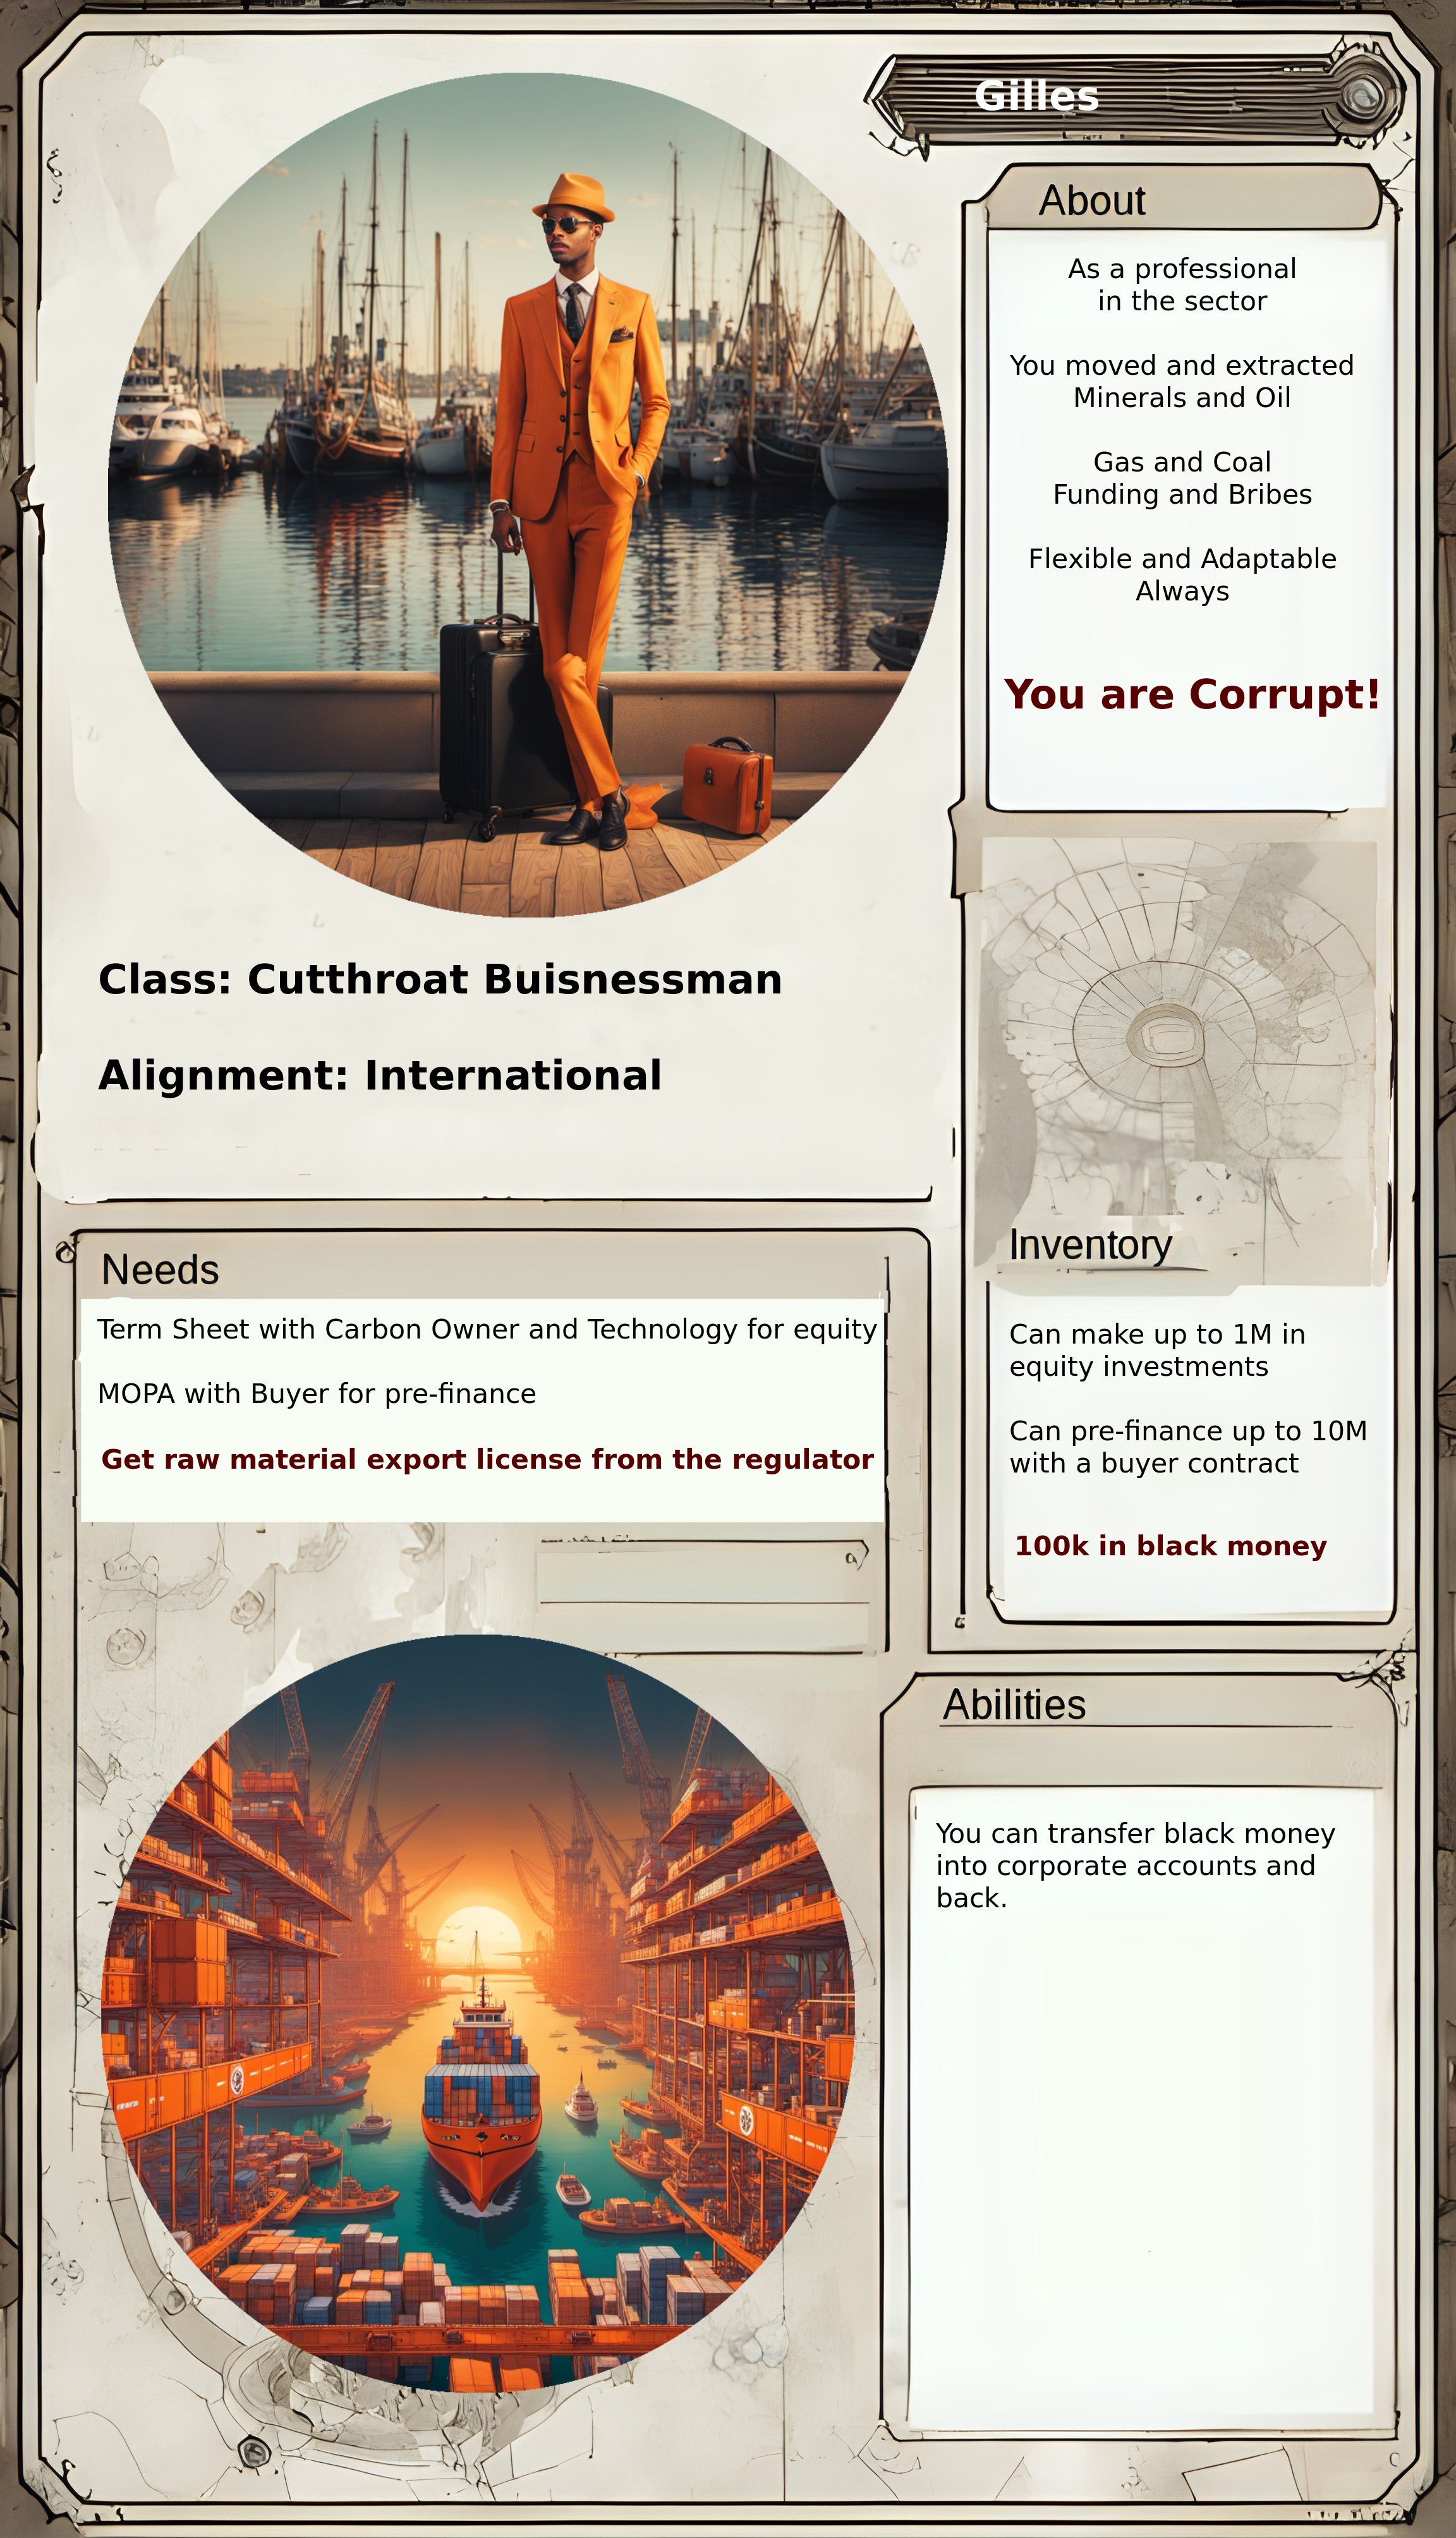 Gilles
About
As a professional
in the sector
You moved and extracted
Minerals and Oil
Gas and Coal
Funding and Bribes
Flexible and Adaptable
Always
You are Corrupt!
Class: Cutthroat Buisnessman
Alignment: International
Needs
Term Sheet with Carbon Owner and Technology for equity
MOPA with Buyer for pre-finance
Get raw material export license from the regulator
Inventory
Can make up to 1M in
equity investments
Can pre-finance up to 10M
with a buyer contract
100k in black money
Abilities
You can transfer black money
into corporate accounts and
back.